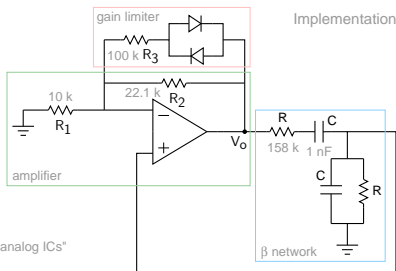 gain limiter
Implementation
100 k R3
22.1 k R2
10 k
R1
−
+
amplifier
Vo
R
158 k
C
1 nF
C
R
β network
analog ICs"